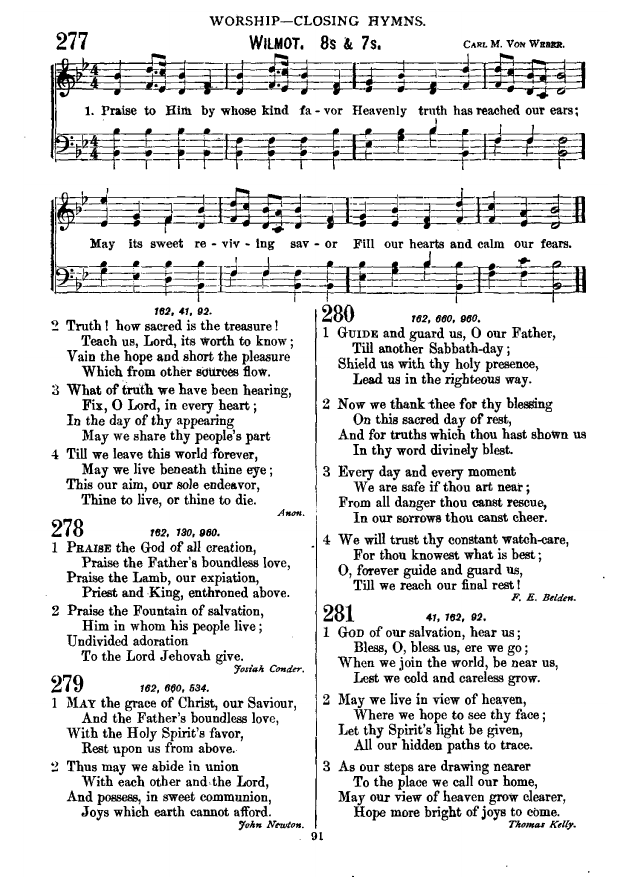 WORSHIP—CLOSING HYMNS.
277 WILMOT. 8s & 7s. CARL M. VON WEBER.
1. Praise to Him by whose kind fa - vor Heavenly truth has reached our ears;
May its sweet re - viv - ing sav - or Fill our hearts and calm our fears.
162, 41, 92.
2 Truth! how sacred is the treasure!
Teach us, Lord, its worth to know;
Vain the hope and short the pleasure
Which from other sources flow.
3 What of truth we have been hearing,
Fix, O Lord, in every heart;
In the day of thy appearing
May we share thy people's part
4 Till we leave this world forever,
May we live beneath thine eye;
This our aim, our sole endeavor,
Thine to live, or thine to die.
Anon.
278 162, 130, 960.
1 PRAISE the God of all creation,
Praise the Father's boundless love,
Praise the Lamb, our expiation,
Priest and King, enthroned above.
2 Praise the Fountain of salvation,
Him in whom his people live;
Undivided adoration
To the Lord Jehovah give.
Josiah Conder.
279 162, 660, 534.
1 MAY the grace of Christ, our Saviour,
And the Father's boundless love,
With the Holy Spirit's favor,
Rest upon us from above.
2 Thus may we abide in union
With each other and the Lord,
And possess, in sweet communion,
Joys which earth cannot afford.
John Newton.
280 162, 660, 960.
1 GUIDE and guard us, O our Father,
Till another Sabbath-day;
Shield us with thy holy presence,
Lead us in the righteous way.
2 Now we thank thee for thy blessing
On this sacred day of rest,
And for truths which thou hast shown us
In thy word divinely blest.
3 Every day and every moment
We are safe if thou art near;
From all danger thou canst rescue,
In our sorrows thou canst cheer.
4 We will trust thy constant watch-care,
For thou knowest what is best;
O, forever guide and guard us,
Till we reach our final rest!
F. E. Belden.
281 41, 162, 92.
1 GOD of our salvation, hear us;
Bless, O, bless us, ere we go;
When we join the world, be near us,
Lest we cold and careless grow.
2 May we live in view of heaven,
Where we hope to see thy face;
Let thy Spirit's light be given,
All our hidden paths to trace.
3 As our steps are drawing nearer
To the place we call our home,
May our view of heaven grow clearer,
Hope more bright of joys to come.
Thomas Kelly.
91